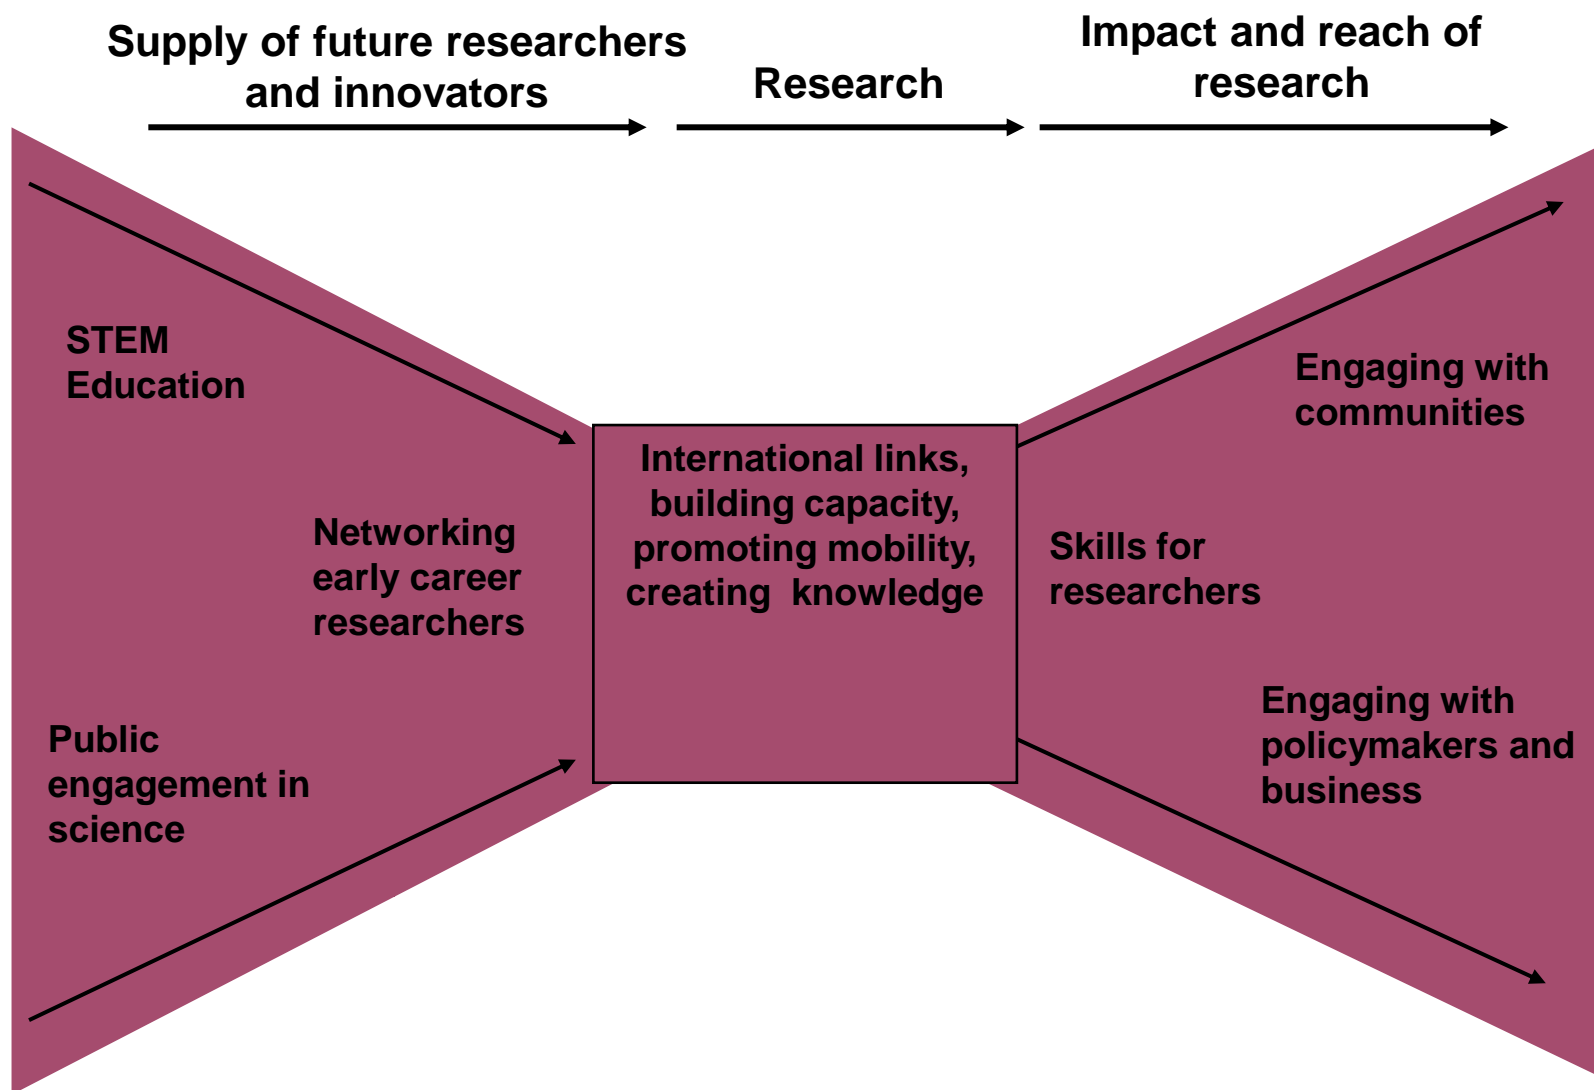 Supply of future researchers
and innovators
Research
Impact and reach of
research
STEM
Education
Networking
early career
researchers
Public
engagement in
science
International links,
building capacity,
promoting mobility,
creating  knowledge
Skills for
researchers
Engaging with
communities
Engaging with
policymakers and
business